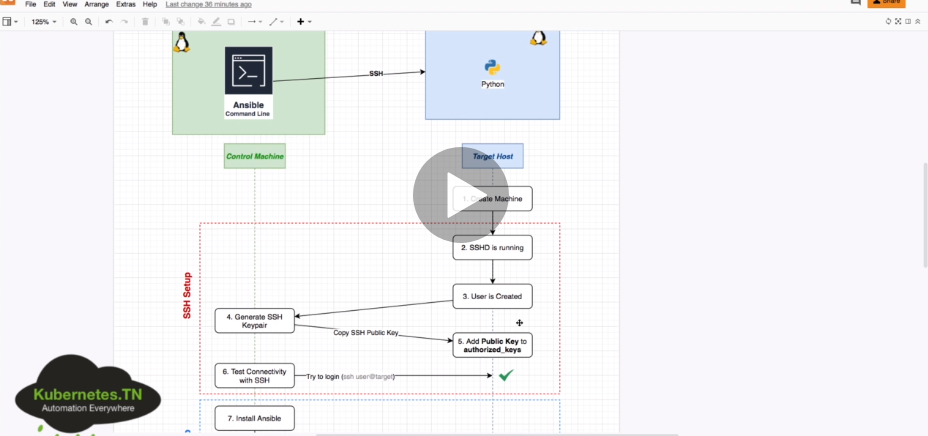 File Edit View Arrange Extras Help Last change 36 minutes ago
Share
125%
SSH
Ansible
Command Line
Python
Control Machine
Target Host
1. Create Machine
2. SSHD is running
3. User is Created
SSH Setup
4. Generate SSH
Keypair
Copy SSH Public Key
5. Add Public Key to
authorized_keys
6. Test Connectivity
with SSH
Try to login (ssh user@target)
7. Install Ansible
Kubernetes.TN
Automation Everywhere